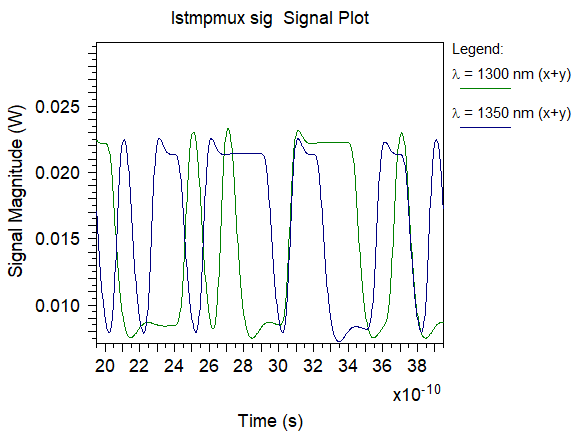 lstmpmux sig  Signal Plot
Legend:
λ = 1300 nm (x+y)
λ = 1350 nm (x+y)
Signal Magnitude (W)
0.025
0.020
0.015
0.010
20 22 24 26 28 30 32 34 36 38
x10-10
Time (s)